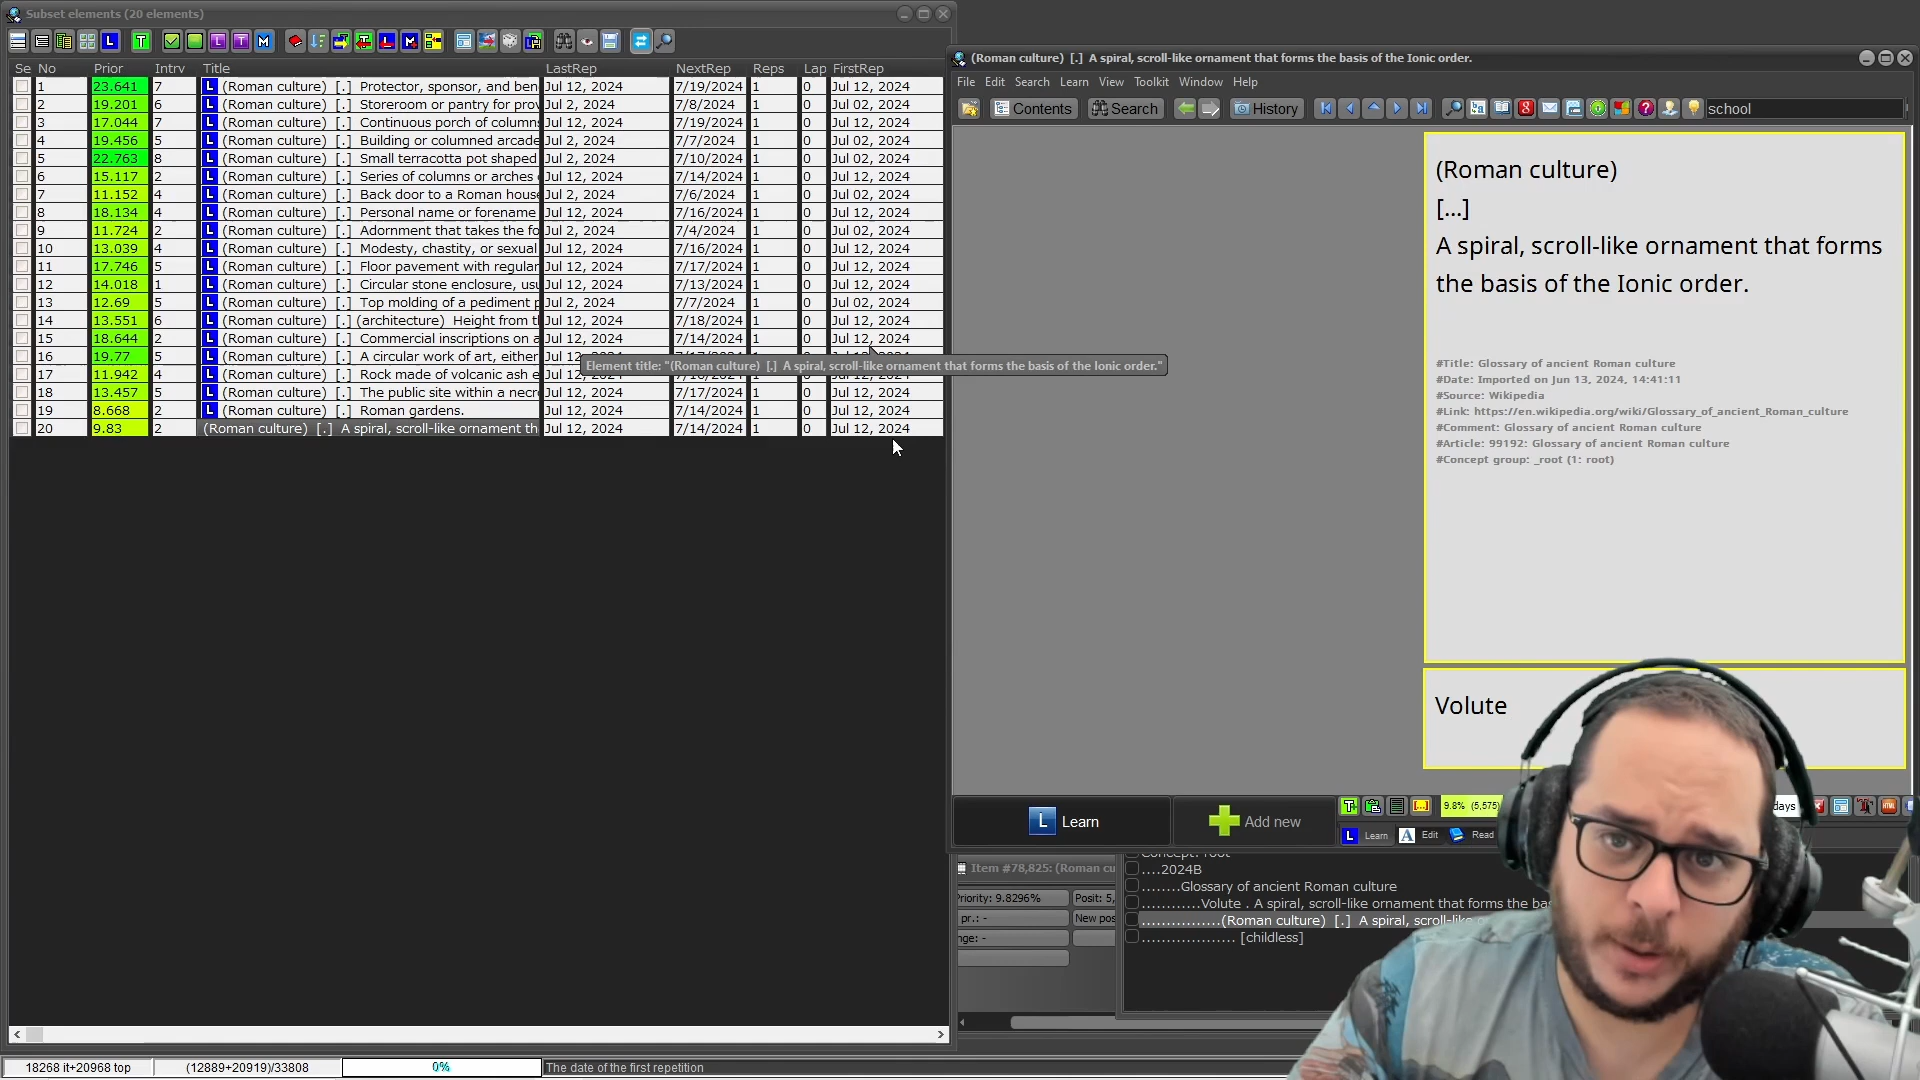 Subset elements (20 elements)
Se No Prior Intrv Title LastRep NextRep Reps Lap FirstRep
1 23.641 7 L (Roman culture) [.] Protector, sponsor, and ben Jul 12, 2024 7/19/2024 1 0 Jul 12, 2024
2 19.201 6 L (Roman culture) [.] Storeroom or pantry for prov Jul 2, 2024 7/8/2024 1 0 Jul 02, 2024
3 17.044 7 L (Roman culture) [.] Continuous porch of column Jul 12, 2024 7/19/2024 1 0 Jul 12, 2024
4 19.456 5 L (Roman culture) [.] Building or columned arcade Jul 2, 2024 7/7/2024 1 0 Jul 02, 2024
5 22.763 8 L (Roman culture) [.] Small terracotta pot shaped Jul 2, 2024 7/10/2024 1 0 Jul 02, 2024
6 15.117 2 L (Roman culture) [.] Series of columns or arches Jul 12, 2024 7/14/2024 1 0 Jul 12, 2024
7 11.152 4 L (Roman culture) [.] Back door to a Roman hous Jul 2, 2024 7/6/2024 1 0 Jul 02, 2024
8 18.134 4 L (Roman culture) [.] Personal name or forename Jul 12, 2024 7/16/2024 1 0 Jul 12, 2024
9 11.724 2 L (Roman culture) [.] Adornment that takes the fo Jul 2, 2024 7/4/2024 1 0 Jul 02, 2024
10 13.039 4 L (Roman culture) [.] Modesty, chastity, or sexual Jul 12, 2024 7/16/2024 1 0 Jul 12, 2024
11 17.746 5 L (Roman culture) [.] Floor pavement with regular Jul 12, 2024 7/17/2024 1 0 Jul 12, 2024
12 14.018 1 L (Roman culture) [.] Circular stone enclosure, usu Jul 12, 2024 7/13/2024 1 0 Jul 12, 2024
13 12.69 5 L (Roman culture) [.] Top molding of a pediment p Jul 2, 2024 7/7/2024 1 0 Jul 02, 2024
14 13.551 6 L (Roman culture) [.] (architecture) Height from t Jul 12, 2024 7/18/2024 1 0 Jul 12, 2024
15 18.644 2 L (Roman culture) [.] Commercial inscriptions on a Jul 12, 2024 7/14/2024 1 0 Jul 12, 2024
16 19.77 5 L (Roman culture) [.] A circular work of art, either Jul 12
Element title: "(Roman culture) [.] A spiral, scroll-like ornament that forms the basis of the Ionic order."
17 11.942 4 L (Roman culture) [.] Rock made of volcanic ash e
18 13.457 5 L (Roman culture) [.] The public site within a necr Jul 12, 2024 7/17/2024 1 0 Jul 12, 2024
19 8.668 2 L (Roman culture) [.] Roman gardens. Jul 12, 2024 7/14/2024 1 0 Jul 12, 2024
20 9.83 2 (Roman culture) [.] A spiral, scroll-like ornament th Jul 12, 2024 7/14/2024 1 0 Jul 12, 2024
18268 it+20968 top (12889+20919)/33808 0% The date of the first repetition
(Roman culture) [.] A spiral, scroll-like ornament that forms the basis of the Ionic order.
File Edit Search Learn View Toolkit Window Help
Contents Search History school
(Roman culture)
[...]
A spiral, scroll-like ornament that forms
the basis of the Ionic order.
#Title: Glossary of ancient Roman culture
#Date: Imported on Jun 13, 2024, 14:41:11
#Source: Wikipedia
#Link: https://en.wikipedia.org/wiki/Glossary_of_ancient_Roman_culture
#Comment: Glossary of ancient Roman culture
#Article: 99192: Glossary of ancient Roman culture
#Concept group: _root (1: root)
Volute
L Learn Add new
9.8% (5,575) days
L Learn A Edit Read
Item #78,825: (Roman cu
Priority: 9.8296% Posit: 5,
pr.: - New pos
nge: -
Concept: root
....2024B
........Glossary of ancient Roman culture
............Volute . A spiral, scroll-like ornament that forms the bas
................(Roman culture) [.] A spiral, scroll-like
.................. [childless]